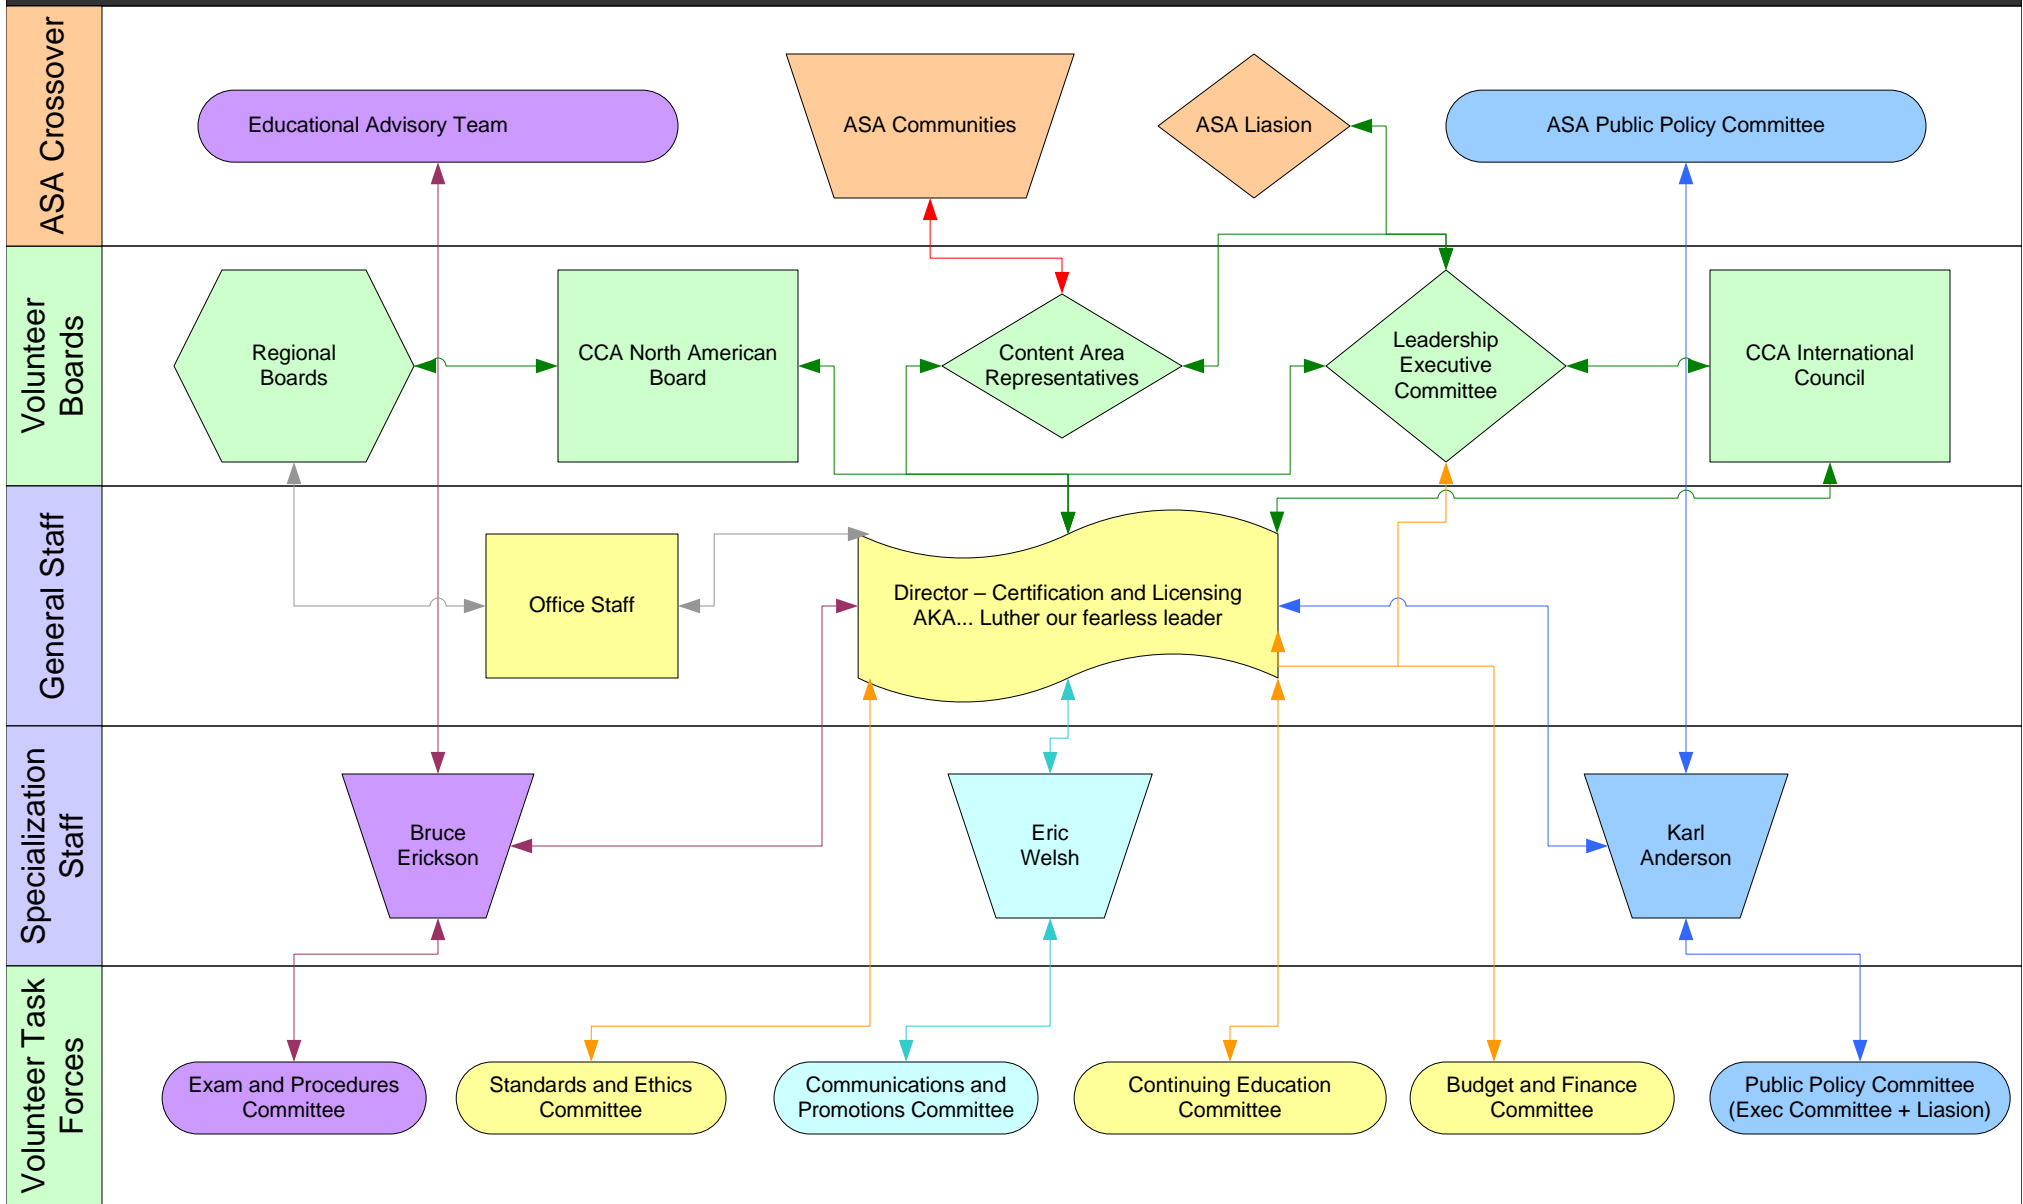 ASA Crossover
Educational Advisory Team
ASA Communities
ASA Liasion
ASA Public Policy Committee
Volunteer
Boards
Regional
Boards
CCA North American
Board
Content Area
Representatives
Leadership
Executive
Committee
CCA International
Council
General Staff
Office Staff
Director – Certification and Licensing
AKA... Luther our fearless leader
Specialization
Staff
Bruce
Erickson
Eric
Welsh
Karl
Anderson
Volunteer Task
Forces
Exam and Procedures
Committee
Standards and Ethics
Committee
Communications and
Promotions Committee
Continuing Education
Committee
Budget and Finance
Committee
Public Policy Committee
(Exec Committee + Liasion)